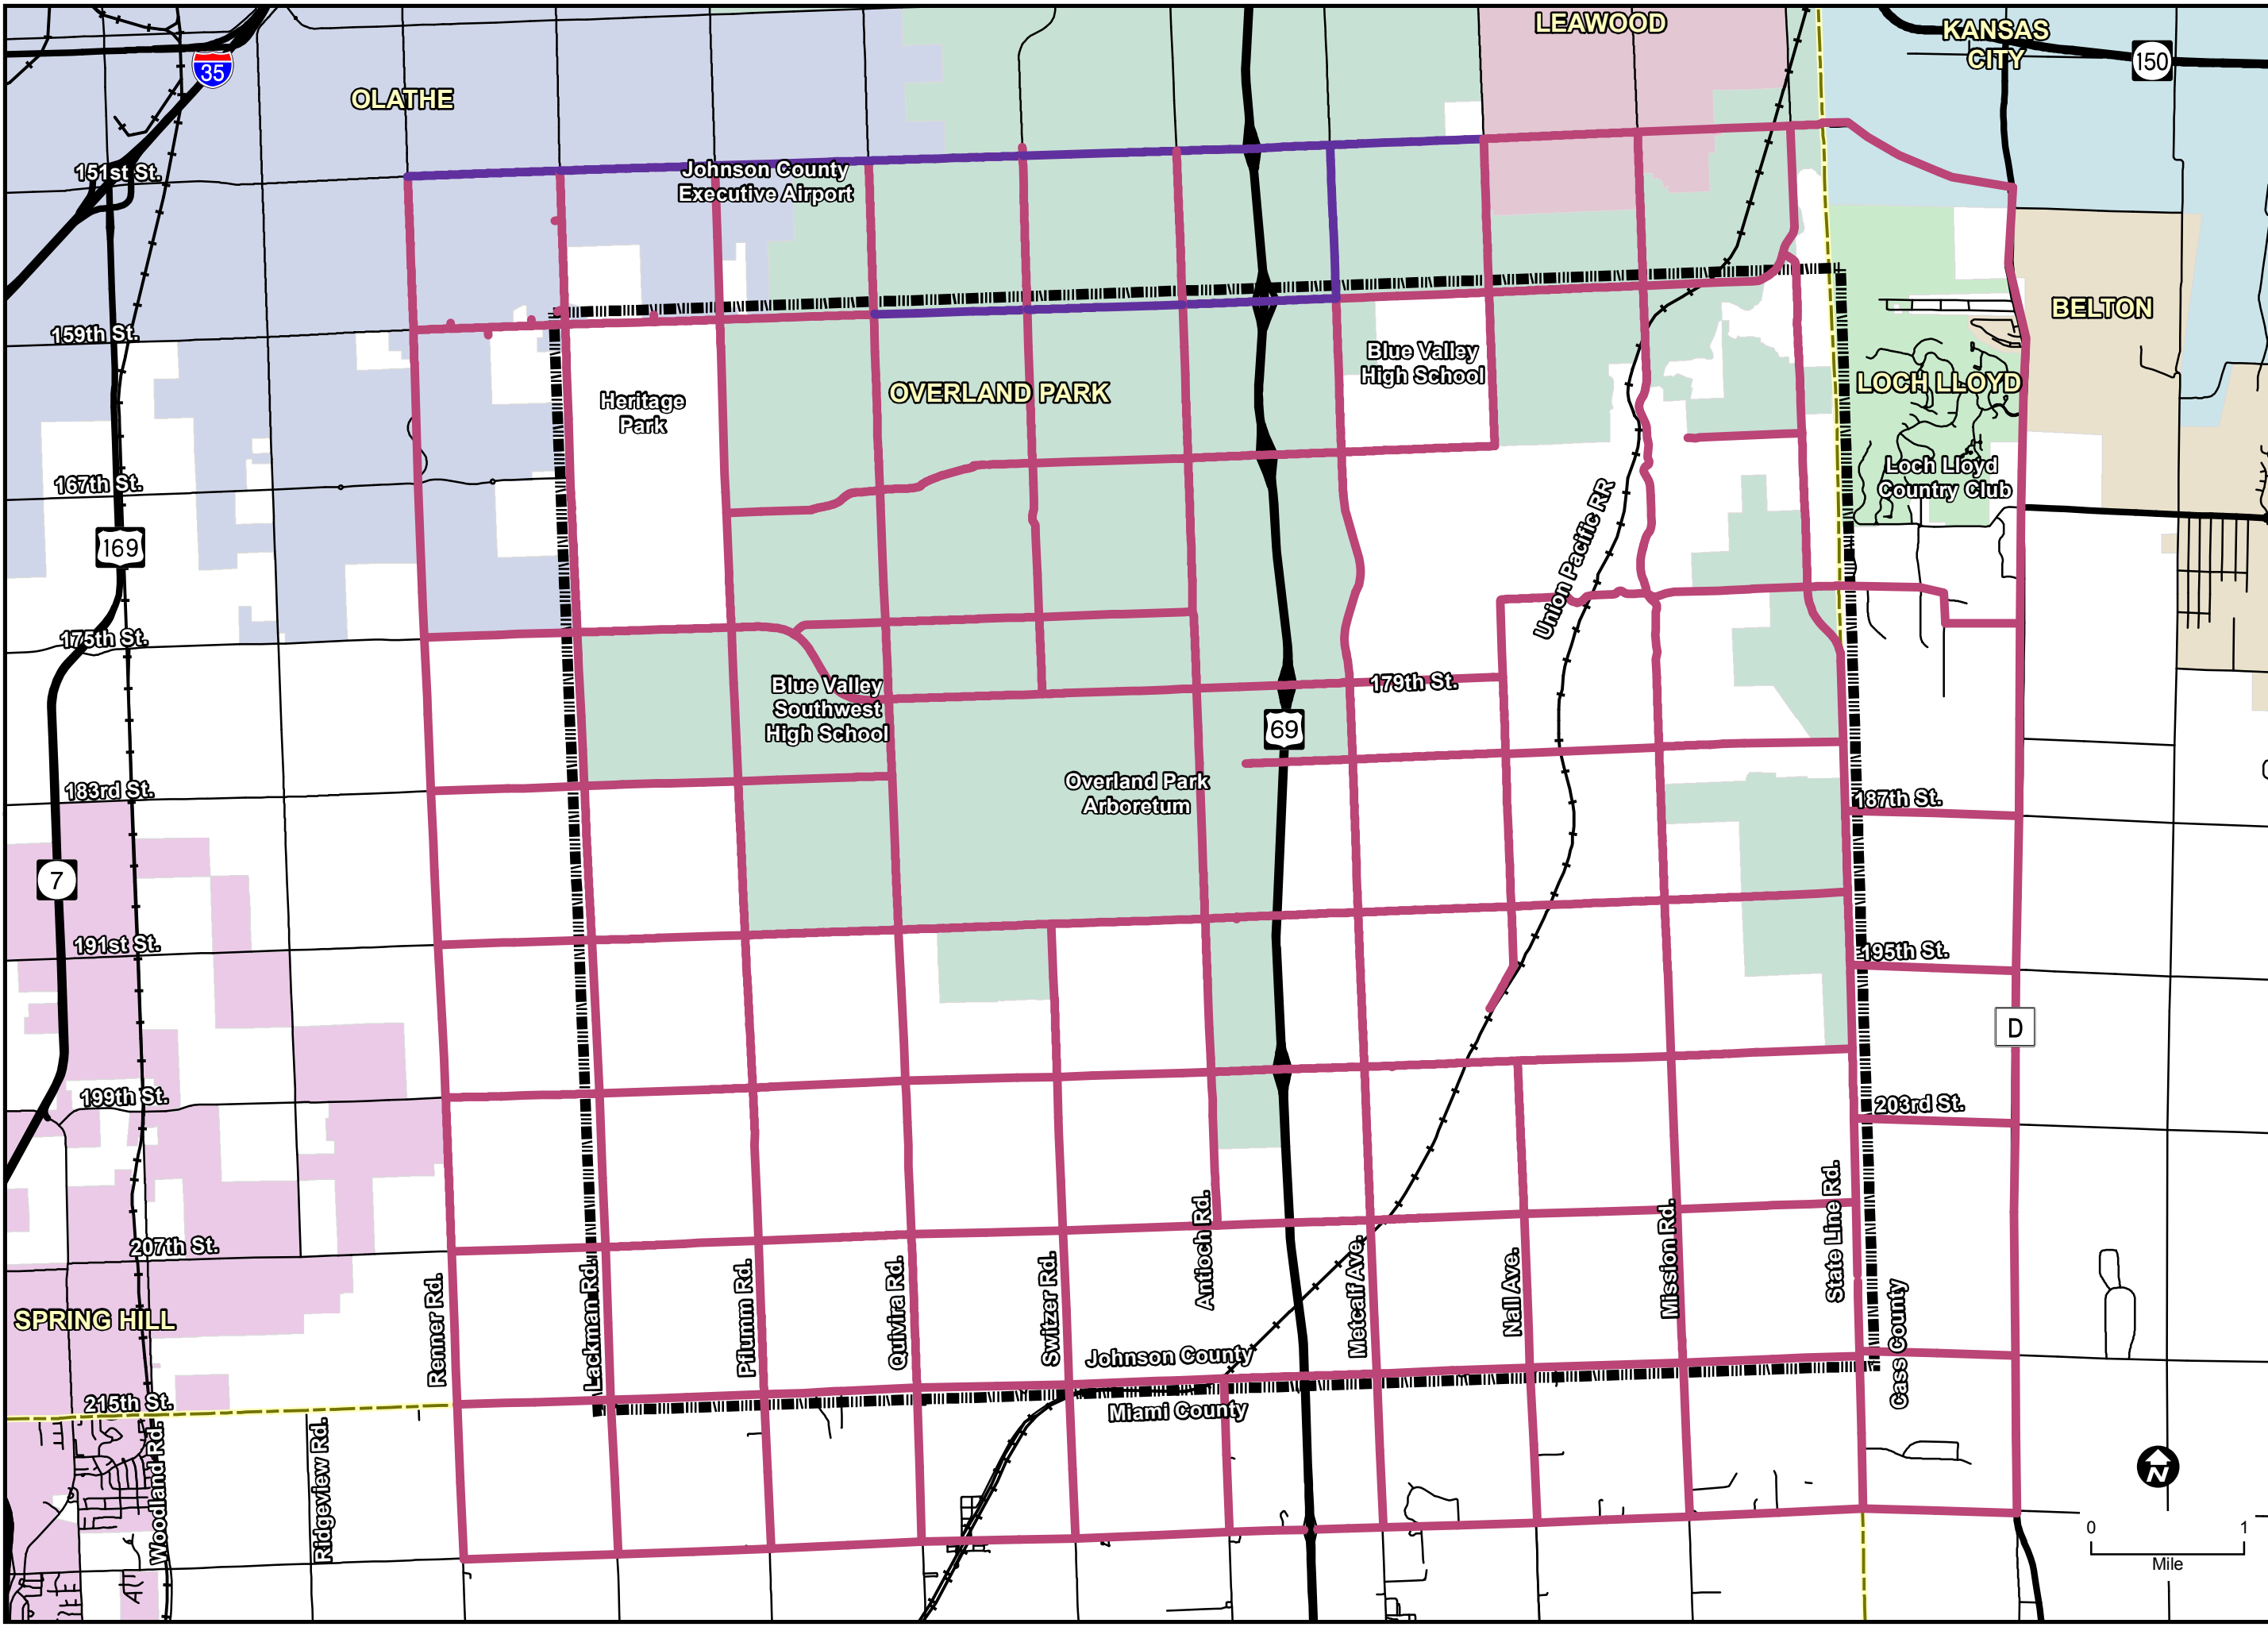 LEAWOOD
KANSAS
CITY
150
35
OLATHE
151st St.
Johnson County
Executive Airport
159th St.
BELTON
Blue Valley
High School
LOCH LLOYD
OVERLAND PARK
Heritage
Park
167th St.
Loch Lloyd
Country Club
169
Union Pacific RR
175th St.
Blue Valley
Southwest
High School
179th St.
69
183rd St.
Overland Park
Arboretum
187th St.
7
191st St.
195th St.
D
199th St.
203rd St.
207th St.
SPRING HILL
Renner Rd.
Lackman Rd.
Pflumm Rd.
Quivira Rd.
Switzer Rd.
Antioch Rd.
Metcalf Ave.
Nall Ave.
Mission Rd.
State Line Rd.
Cass County
Johnson County
Miami County
215th St.
Woodland Rd.
Ridgeview Rd.
N
0 1
Mile